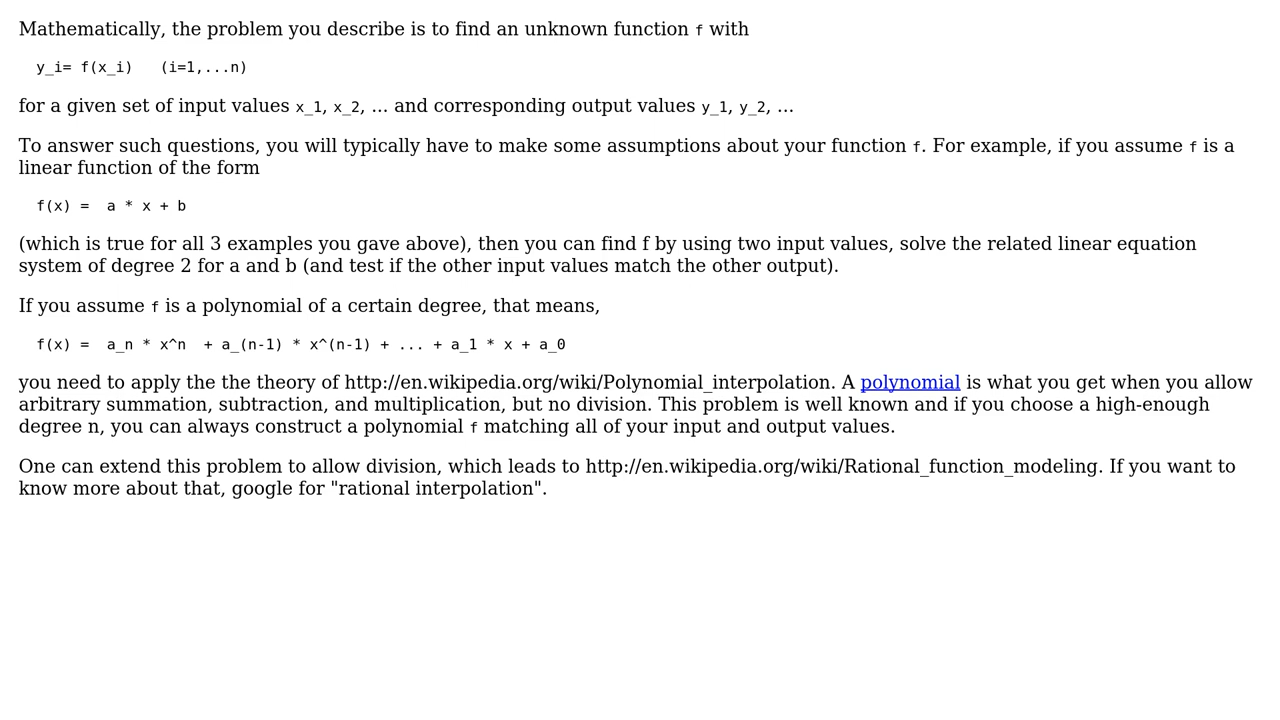 Mathematically, the problem you describe is to find an unknown function f with
y_i= f(x_i)   (i=1,...n)
for a given set of input values x_1, x_2, ... and corresponding output values y_1, y_2, ...
To answer such questions, you will typically have to make some assumptions about your function f. For example, if you assume f is a
linear function of the form
f(x) =  a * x + b
(which is true for all 3 examples you gave above), then you can find f by using two input values, solve the related linear equation
system of degree 2 for a and b (and test if the other input values match the other output).
If you assume f is a polynomial of a certain degree, that means,
f(x) =  a_n * x^n  + a_(n-1) * x^(n-1) + ... + a_1 * x + a_0
you need to apply the the theory of http://en.wikipedia.org/wiki/Polynomial_interpolation. A polynomial is what you get when you allow
arbitrary summation, subtraction, and multiplication, but no division. This problem is well known and if you choose a high-enough
degree n, you can always construct a polynomial f matching all of your input and output values.
One can extend this problem to allow division, which leads to http://en.wikipedia.org/wiki/Rational_function_modeling. If you want to
know more about that, google for "rational interpolation".